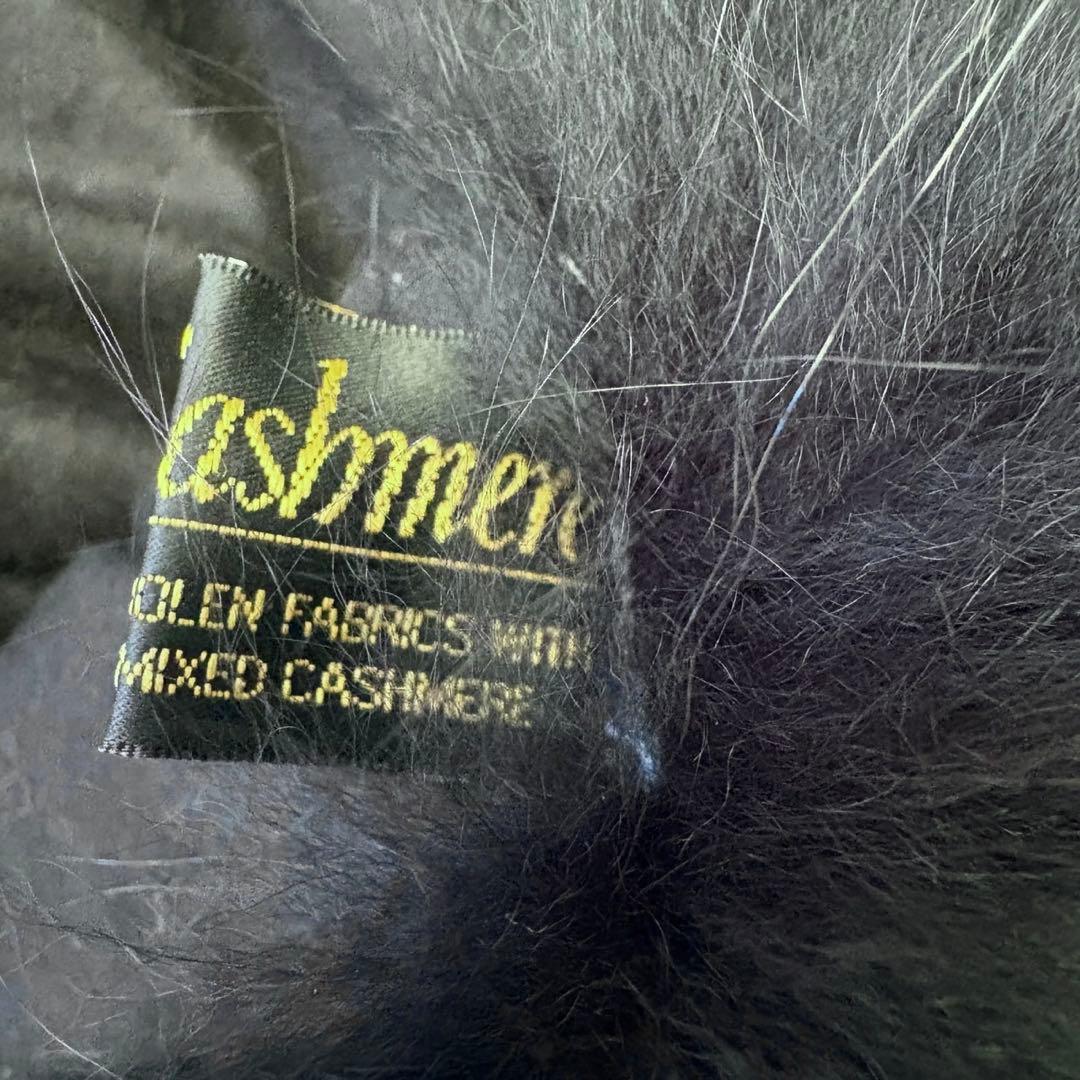 ashmer
OLEN FABRICS WITH
MIXED CASHMERE